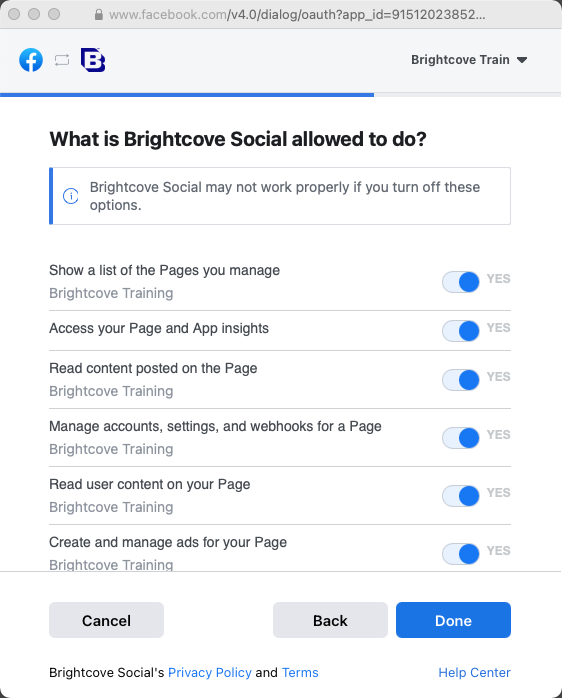 www.facebook.com/v4.0/dialog/oauth?app_id=91512023852...
Brightcove Train
What is Brightcove Social allowed to do?
Brightcove Social may not work properly if you turn off these
options.
Show a list of the Pages you manage
YES
Brightcove Training
Access your Page and App insights
YES
Read content posted on the Page
YES
Brightcove Training
Manage accounts, settings, and webhooks for a Page
YES
Brightcove Training
Read user content on your Page
YES
Brightcove Training
Create and manage ads for your Page
YES
Brightcove Training
Cancel
Back
Done
Brightcove Social's Privacy Policy and Terms
Help Center